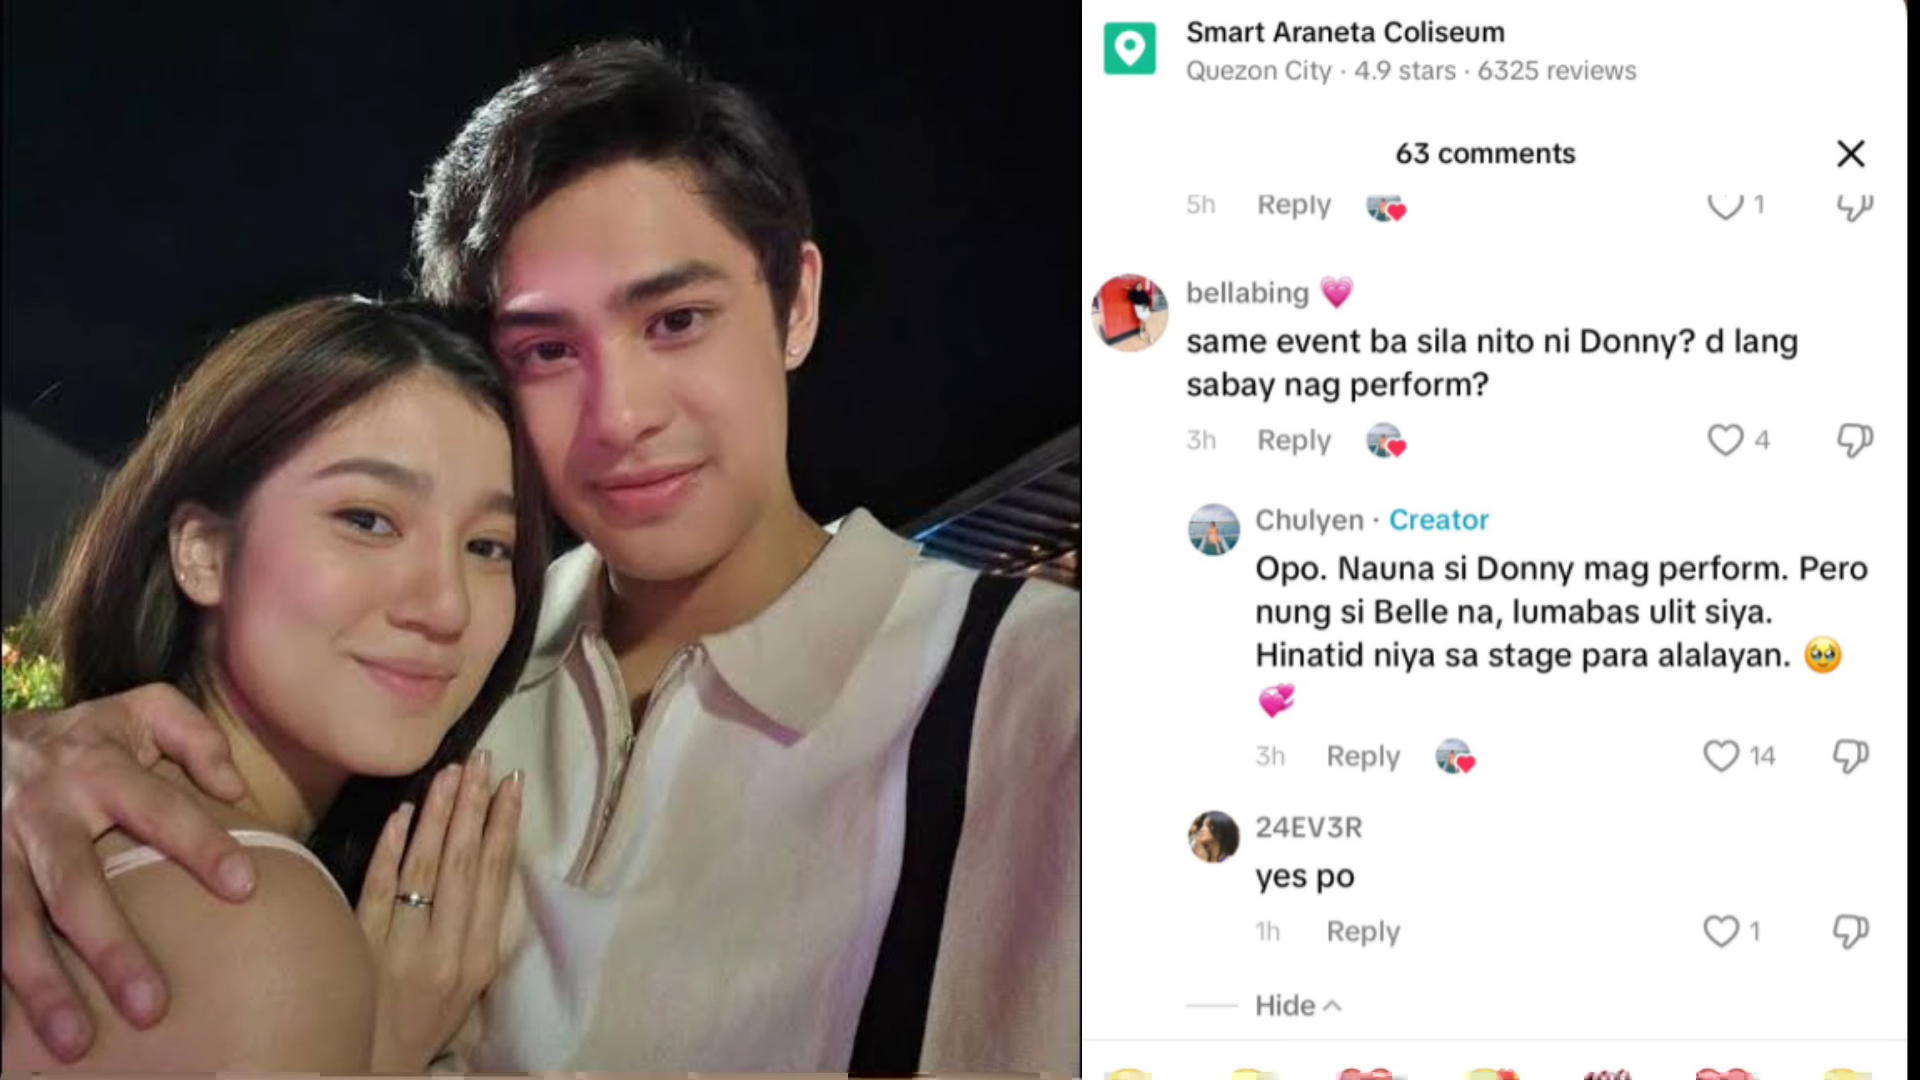 Smart Araneta Coliseum
Quezon City · 4.9 stars · 6325 reviews
63 comments
5h Reply 1
bellabing 💗
same event ba sila nito ni Donny? d lang
sabay nag perform?
3h Reply 4
Chulyen · Creator
Opo. Nauna si Donny mag perform. Pero
nung si Belle na, lumabas ulit siya.
Hinatid niya sa stage para alalayan. 🥹
💞
3h Reply 14
24EV3R
yes po
1h Reply 1
Hide